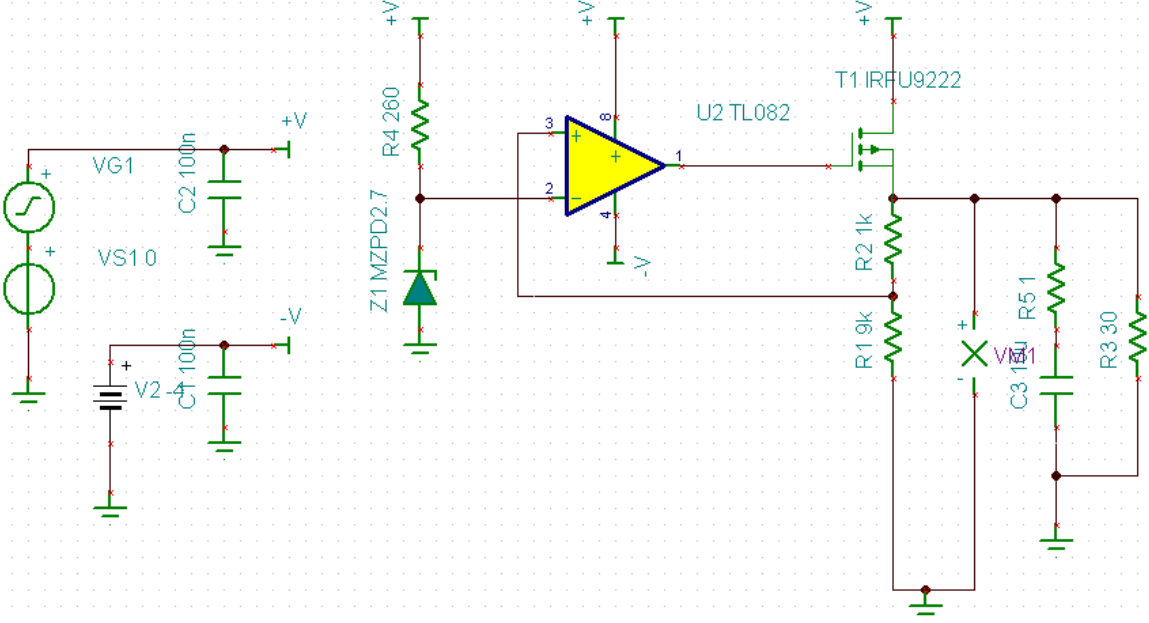 +V
+V
+V
T1 IRFU9222
R4 260
U2 TL082
3
8
+
+
1
2
-
4
-V
+V
VG1
+
C2 100n
+
VS1 0
Z1 MZPD2.7
R2 1k
R5 1
R3 30
R1 9k
+
VM1
-
-V
+
V2 -4
C1 100n